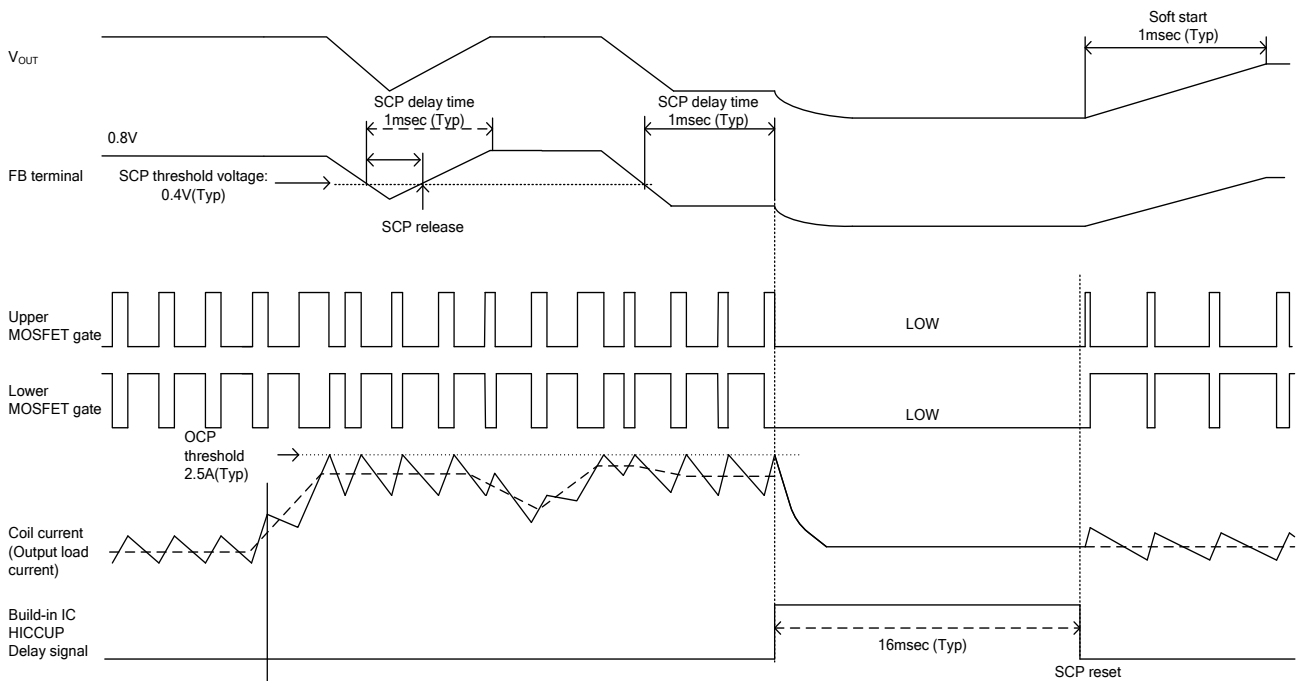 Soft start
1msec (Typ)
VOUT
SCP delay time
1msec (Typ)
SCP delay time
1msec (Typ)
0.8V
FB terminal
SCP threshold voltage:
0.4V(Typ)
SCP release
Upper
MOSFET gate
LOW
Lower
MOSFET gate
LOW
OCP
threshold
2.5A(Typ)
Coil current
(Output load
current)
Build-in IC
HICCUP
Delay signal
16msec (Typ)
SCP reset